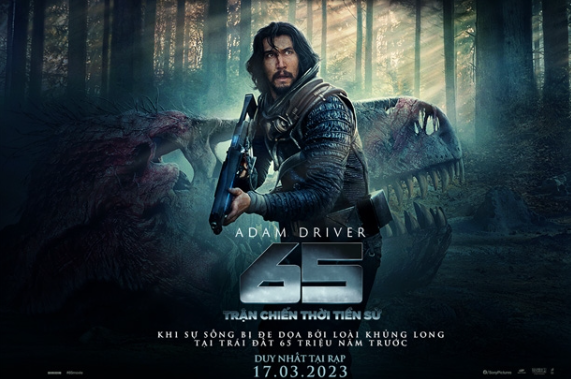 ADAM DRIVER
65
TRẬN CHIẾN THỜI TIỀN SỬ
KHI SỰ SỐNG BỊ ĐE DỌA BỞI LOÀI KHỦNG LONG
TẠI TRÁI ĐẤT 65 TRIỆU NĂM TRƯỚC
DUY NHẤT TẠI RẠP
17.03.2023